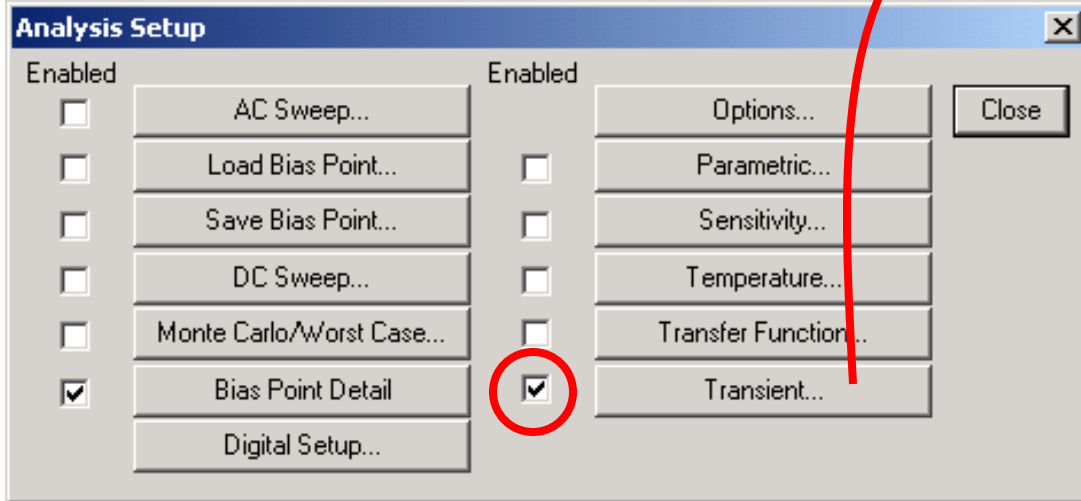 Analysis Setup
Enabled
Enabled
AC Sweep...
Options...
Close
Load Bias Point...
Parametric...
Save Bias Point...
Sensitivity...
DC Sweep...
Temperature...
Monte Carlo/Worst Case...
Transfer Function...
Bias Point Detail
Transient...
Digital Setup...